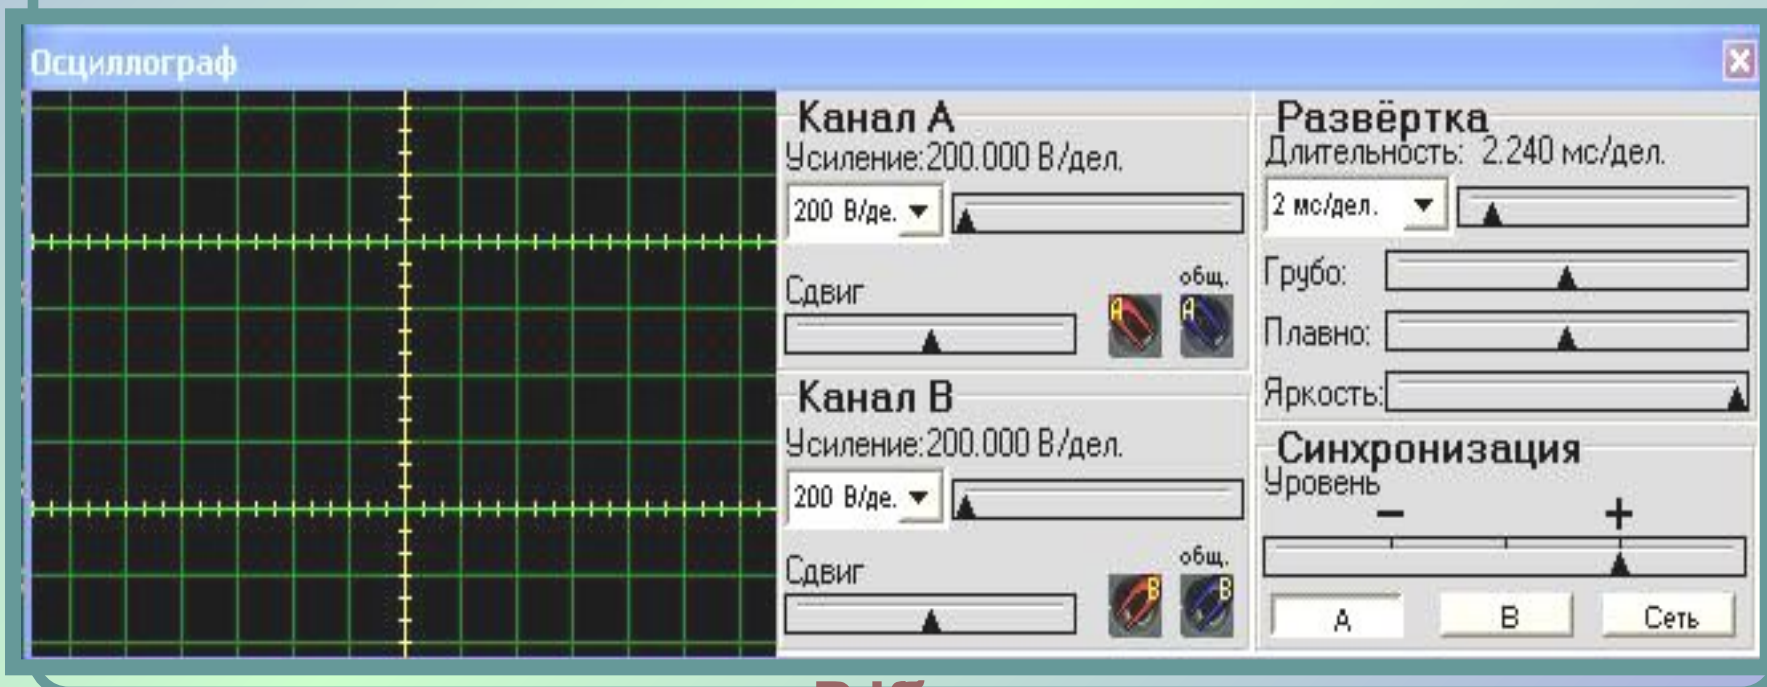 Осциллограф
Канал А
Усиление:200.000 В/дел.
200 В/де.
Сдвиг
общ.
A
A
Канал В
Усиление:200.000 В/дел.
200 В/де.
Сдвиг
общ.
B
B
Развёртка
Длительность: 2.240 мс/дел.
2 мс/дел.
Грубо:
Плавно:
Яркость:
Синхронизация
Уровень
− +
А В Сеть